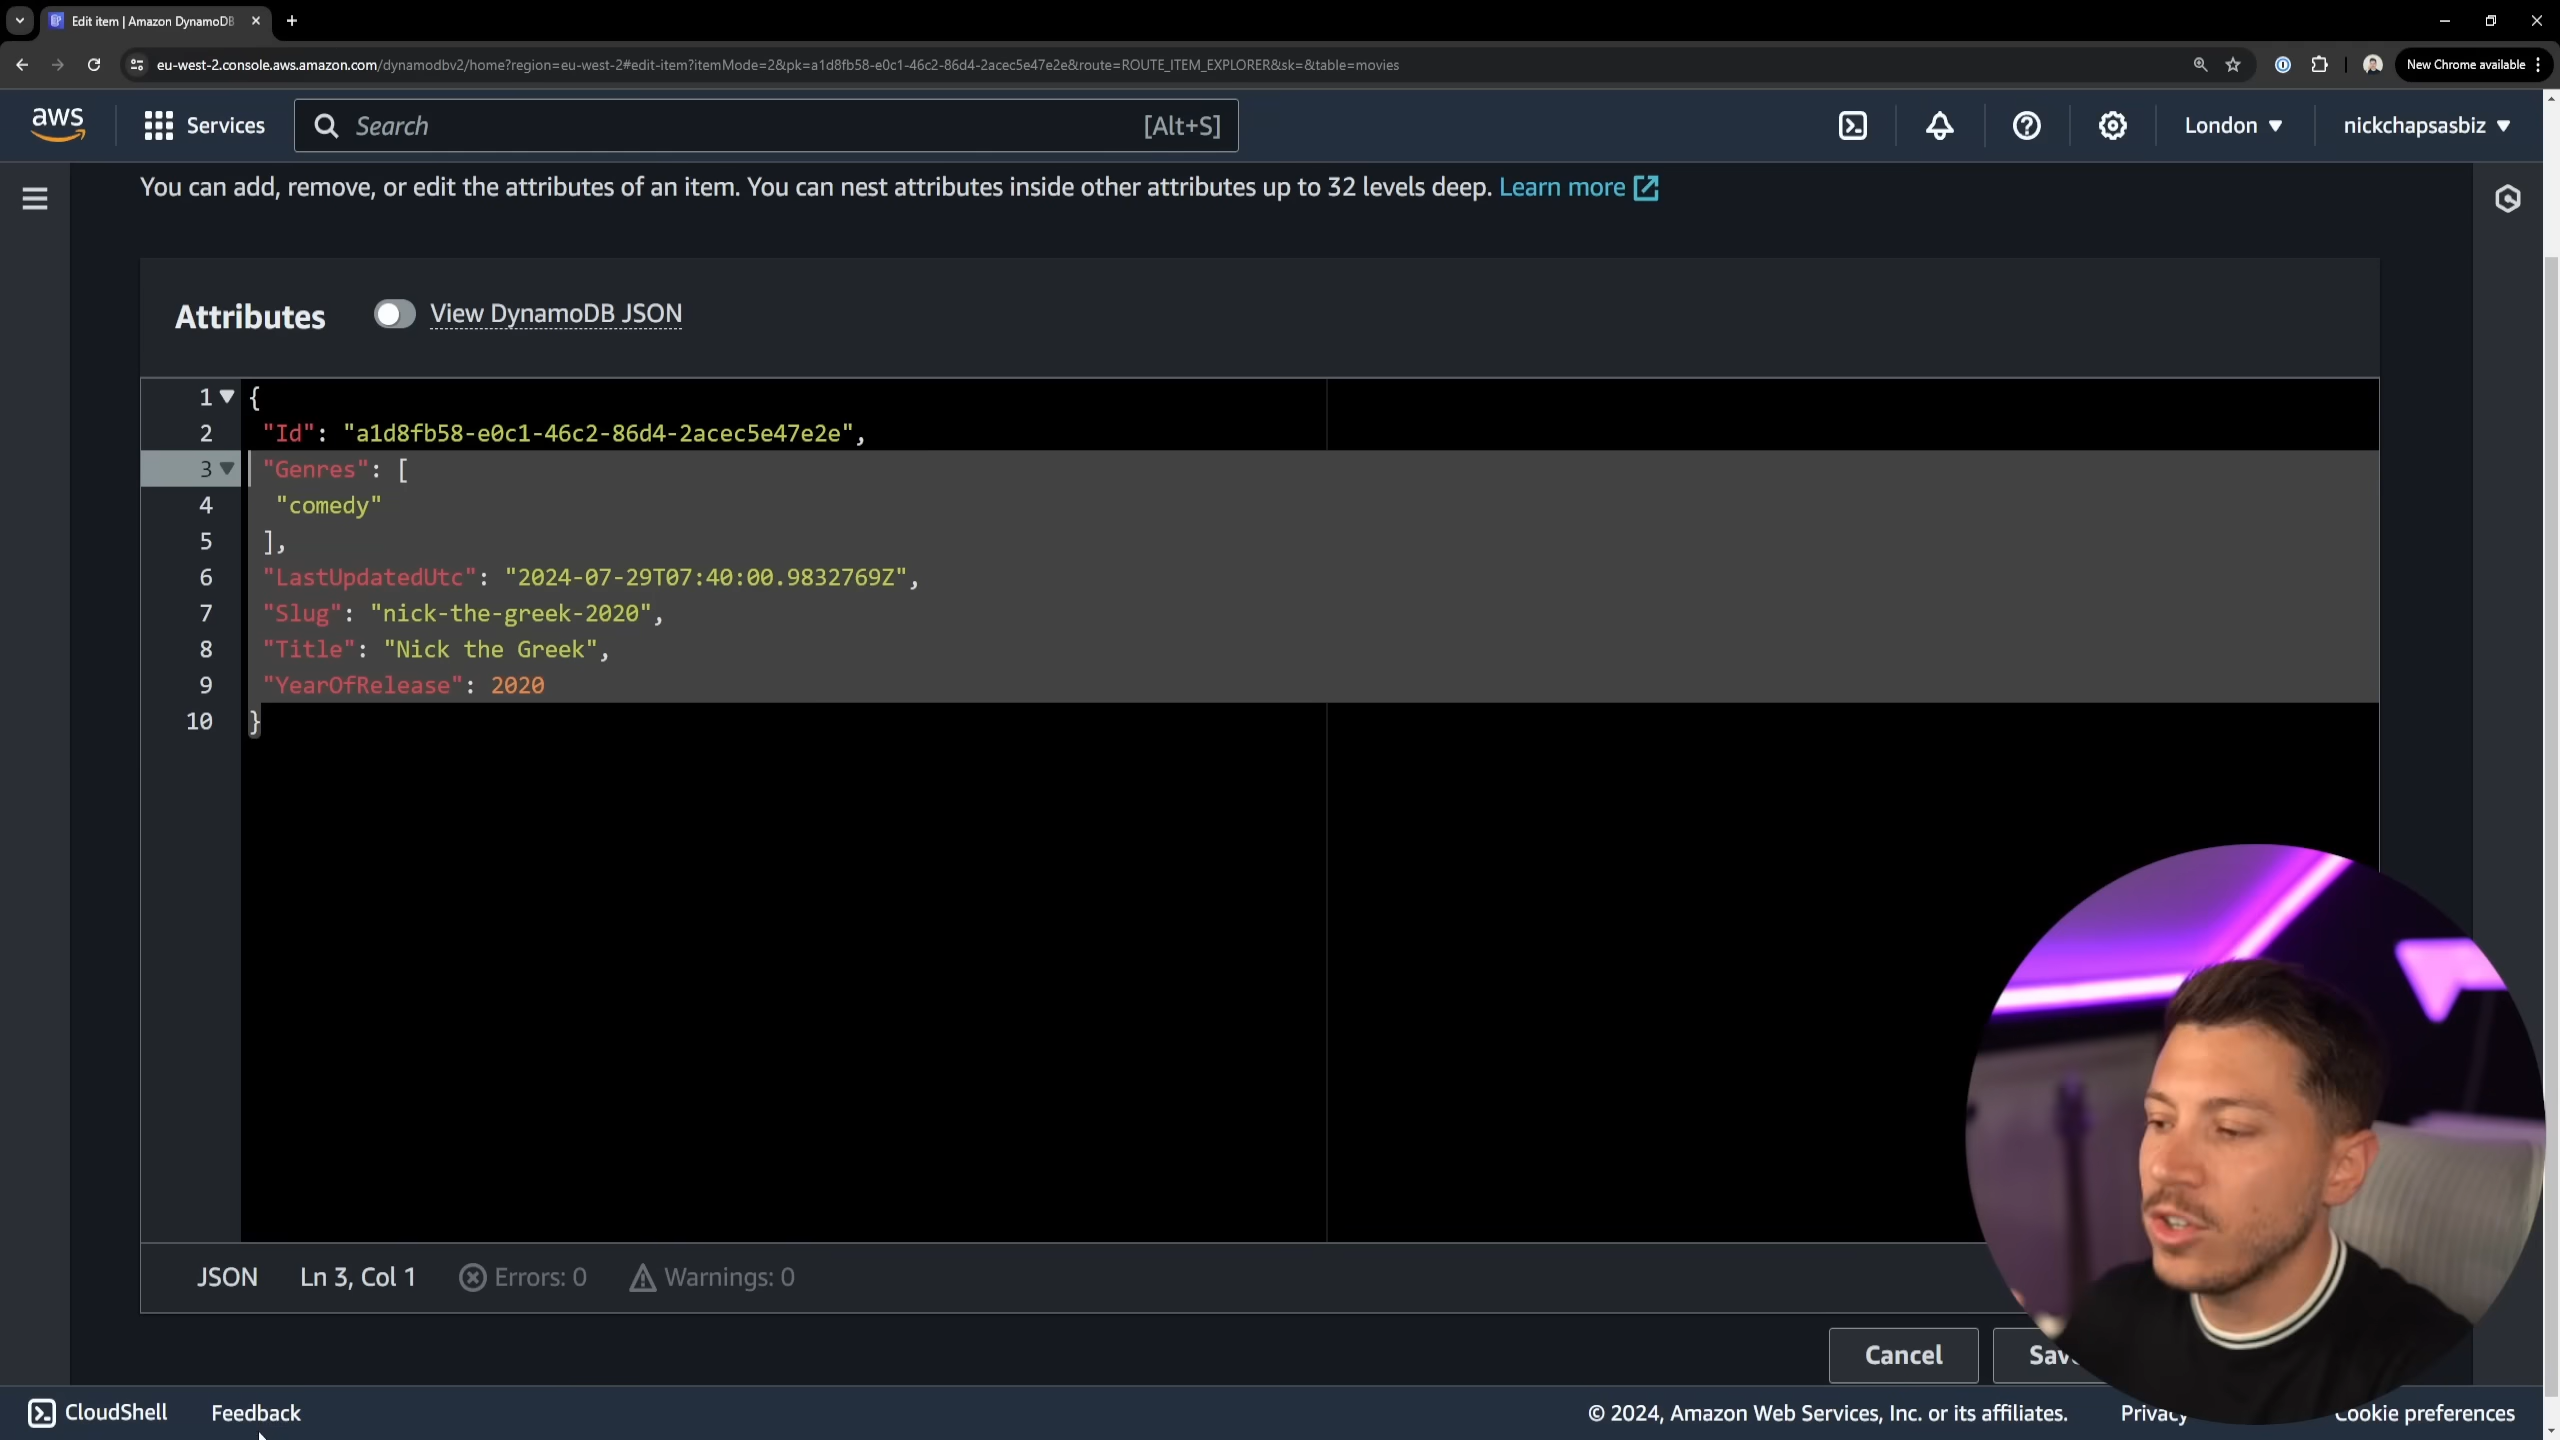 Edit item | Amazon DynamoDB
eu-west-2.console.aws.amazon.com/dynamodbv2/home?region=eu-west-2#edit-item?itemMode=2&pk=a1d8fb58-e0c1-46c2-86d4-2acec5e47e2e&route=ROUTE_ITEM_EXPLORER&sk=&table=movies
New Chrome available
aws
Services
Search
[Alt+S]
London
nickchapsasbiz
You can add, remove, or edit the attributes of an item. You can nest attributes inside other attributes up to 32 levels deep. Learn more
Attributes
View DynamoDB JSON
1 {
2 "Id": "a1d8fb58-e0c1-46c2-86d4-2acec5e47e2e",
3 "Genres": [
4 "comedy"
5 ],
6 "LastUpdatedUtc": "2024-07-29T07:40:00.9832769Z",
7 "Slug": "nick-the-greek-2020",
8 "Title": "Nick the Greek",
9 "YearOfRelease": 2020
10 }
JSON
Ln 3, Col 1
Errors: 0
Warnings: 0
Cancel
CloudShell
Feedback
© 2024, Amazon Web Services, Inc. or its affiliates.
Privacy
Cookie preferences